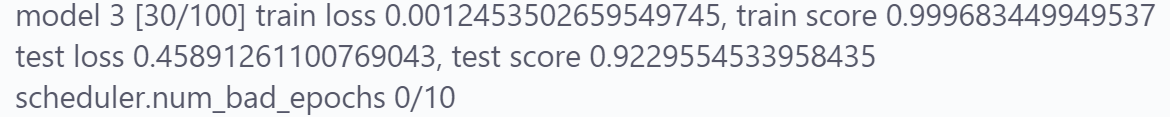 model 3 [30/100] train loss 0.0012453502659549745, train score 0.999683449949537
test loss 0.45891261100769043, test score 0.9229554533958435
scheduler.num_bad_epochs 0/10